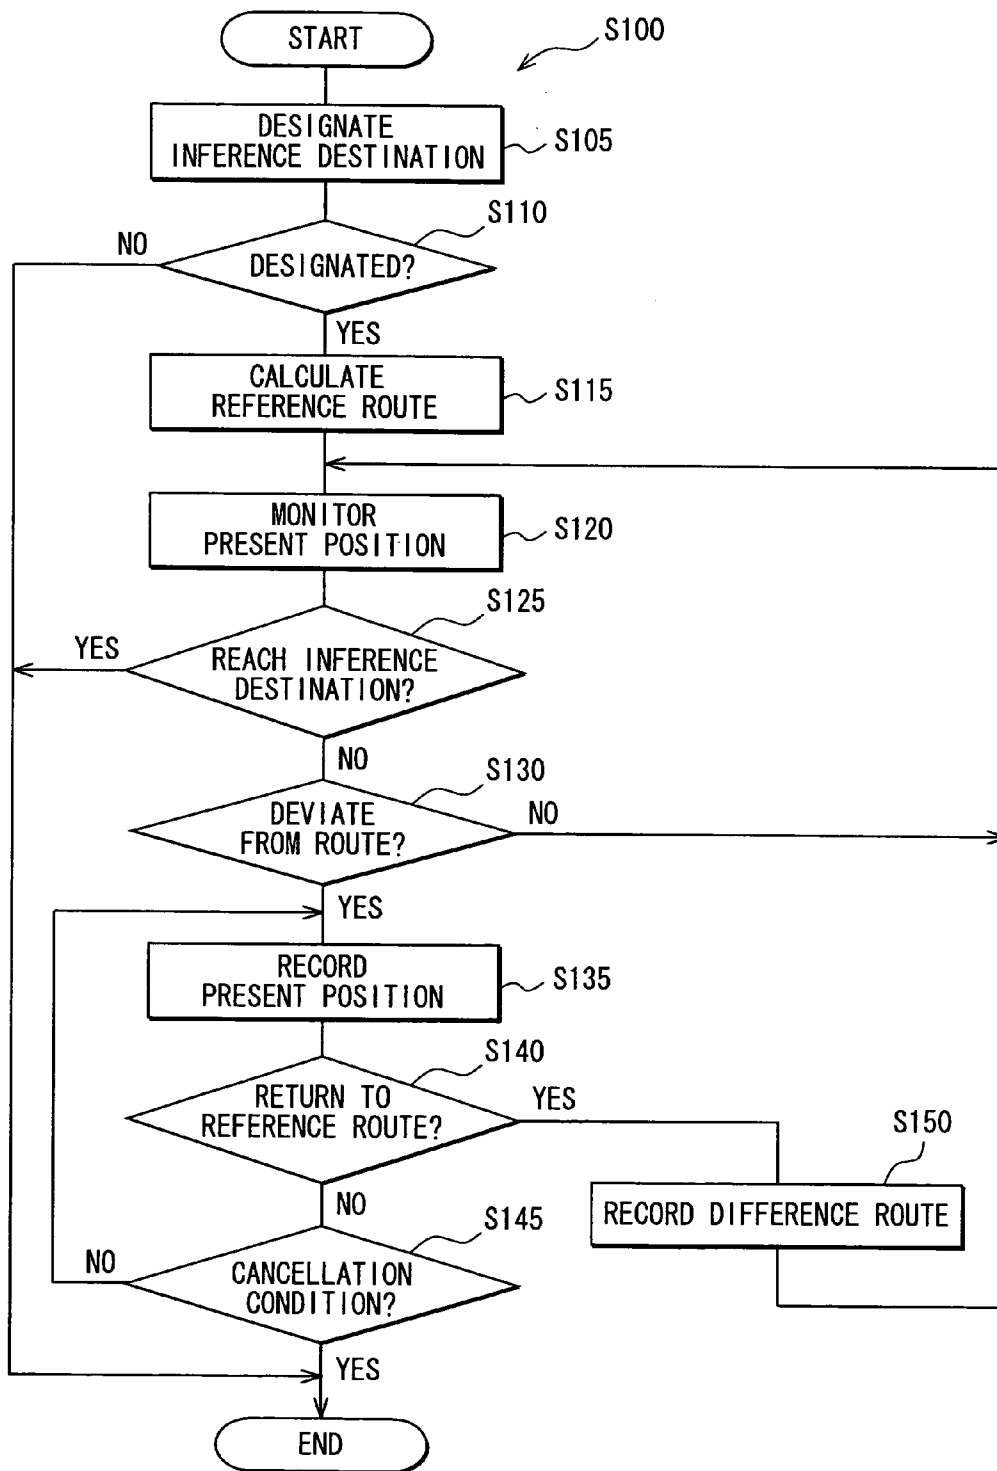 START
S100
DESIGNATE
INFERENCE DESTINATION
S105
S110
NO
DESIGNATED?
YES
CALCULATE
REFERENCE ROUTE
S115
MONITOR
PRESENT POSITION
S120
S125
YES
REACH INFERENCE
DESTINATION?
NO
S130
DEVIATE
FROM ROUTE?
NO
YES
RECORD
PRESENT POSITION
S135
S140
RETURN TO
REFERENCE ROUTE?
YES
S150
NO
RECORD DIFFERENCE ROUTE
S145
NO
CANCELLATION
CONDITION?
YES
END